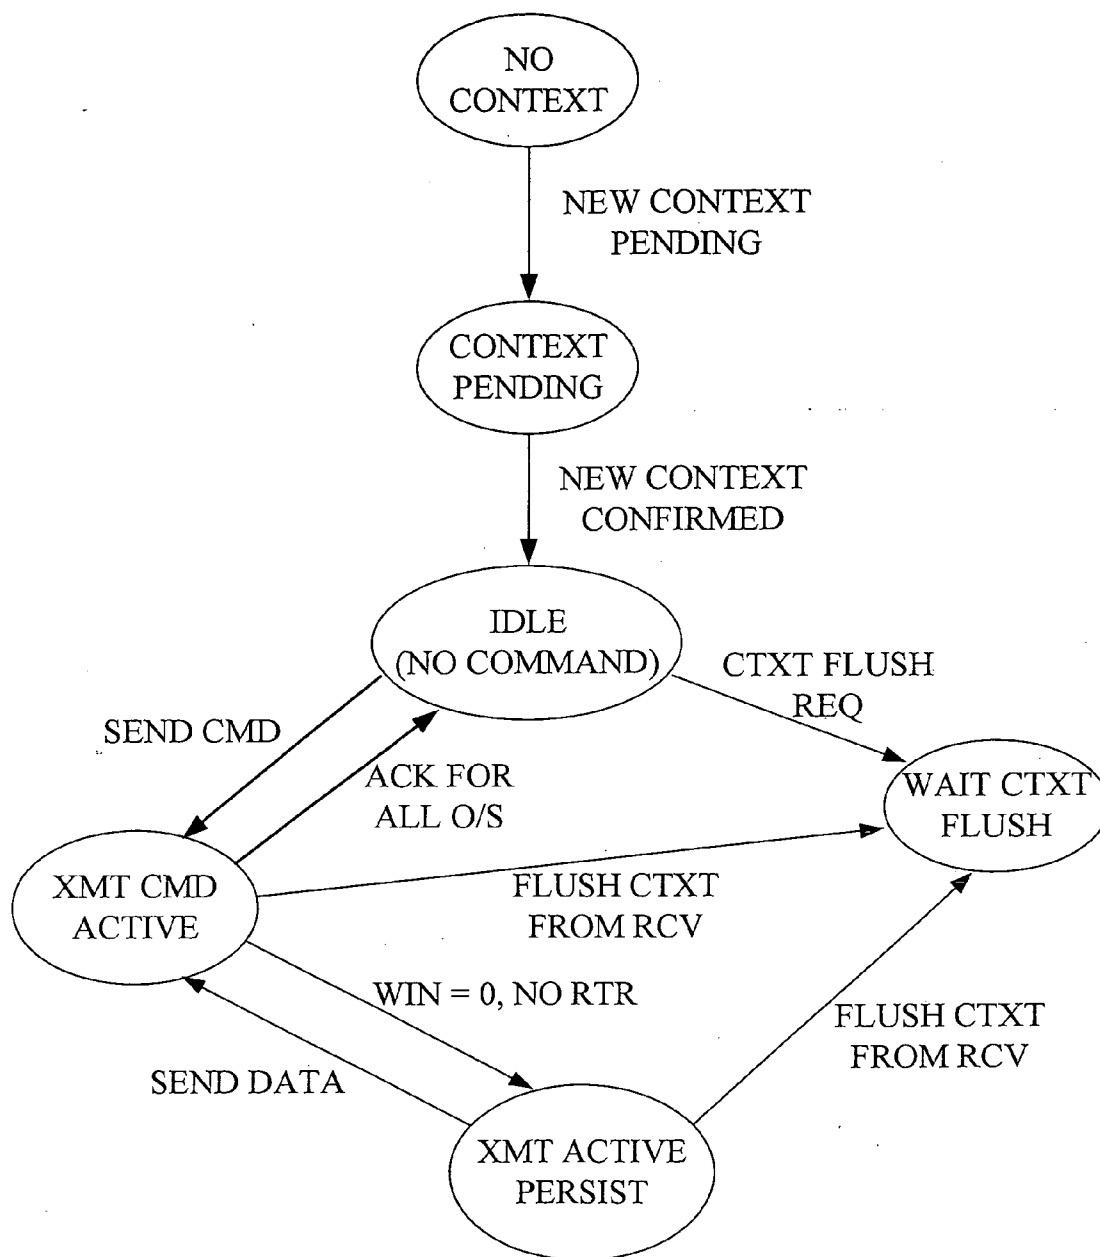 NO
CONTEXT
NEW CONTEXT
PENDING
CONTEXT
PENDING
NEW CONTEXT
CONFIRMED
IDLE
(NO COMMAND)
CTXT FLUSH
REQ
SEND CMD
ACK FOR
ALL O/S
WAIT CTXT
FLUSH
XMT CMD
ACTIVE
FLUSH CTXT
FROM RCV
WIN = 0, NO RTR
FLUSH CTXT
FROM RCV
SEND DATA
XMT ACTIVE
PERSIST